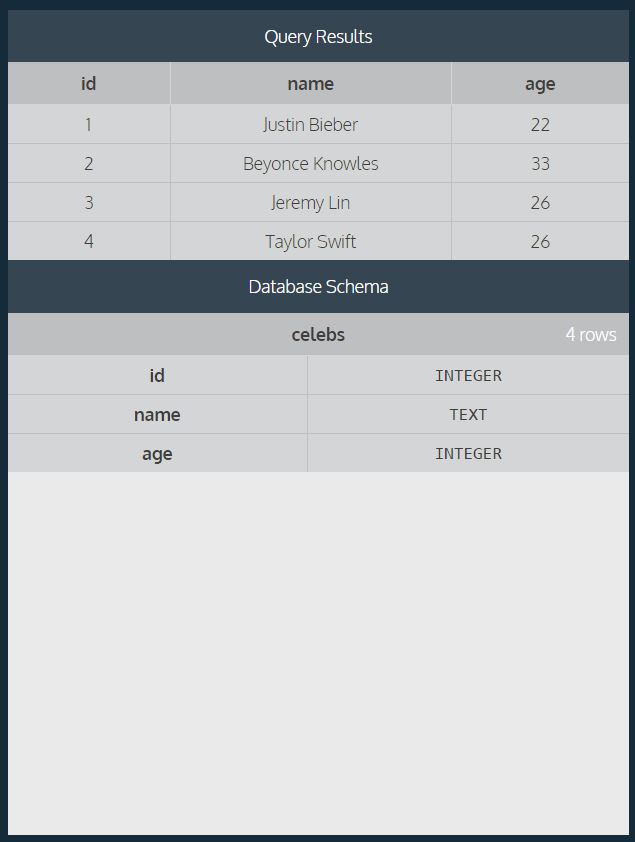 Query Results
id name age
1 Justin Bieber 22
2 Beyonce Knowles 33
3 Jeremy Lin 26
4 Taylor Swift 26
Database Schema
celebs 4 rows
id INTEGER
name TEXT
age INTEGER